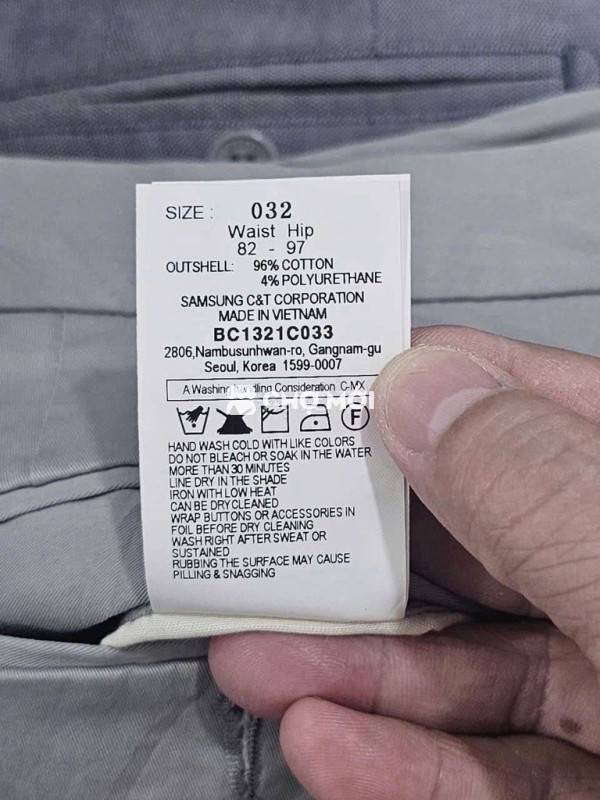 SIZE : 032
Waist Hip
82 - 97
OUTSHELL: 96% COTTON
4% POLYURETHANE
SAMSUNG C&T CORPORATION
MADE IN VIETNAM
BC1321C033
2806,Nambusunhwan-ro, Gangnam-gu
Seoul, Korea 1599-0007
A Washing handling Consideration C-MX
CHỢ MỚI
F
HAND WASH COLD WITH LIKE COLORS
DO NOT BLEACH OR SOAK IN THE WATER
MORE THAN 30 MINUTES
LINE DRY IN THE SHADE
IRON WITH LOW HEAT
CAN BE DRYCLEANED
WRAP BUTTONS OR ACCESSORIES IN
FOIL BEFORE DRY CLEANING
WASH RIGHT AFTER SWEAT OR
SUSTAINED
RUBBING THE SURFACE MAY CAUSE
PILLING & SNAGGING